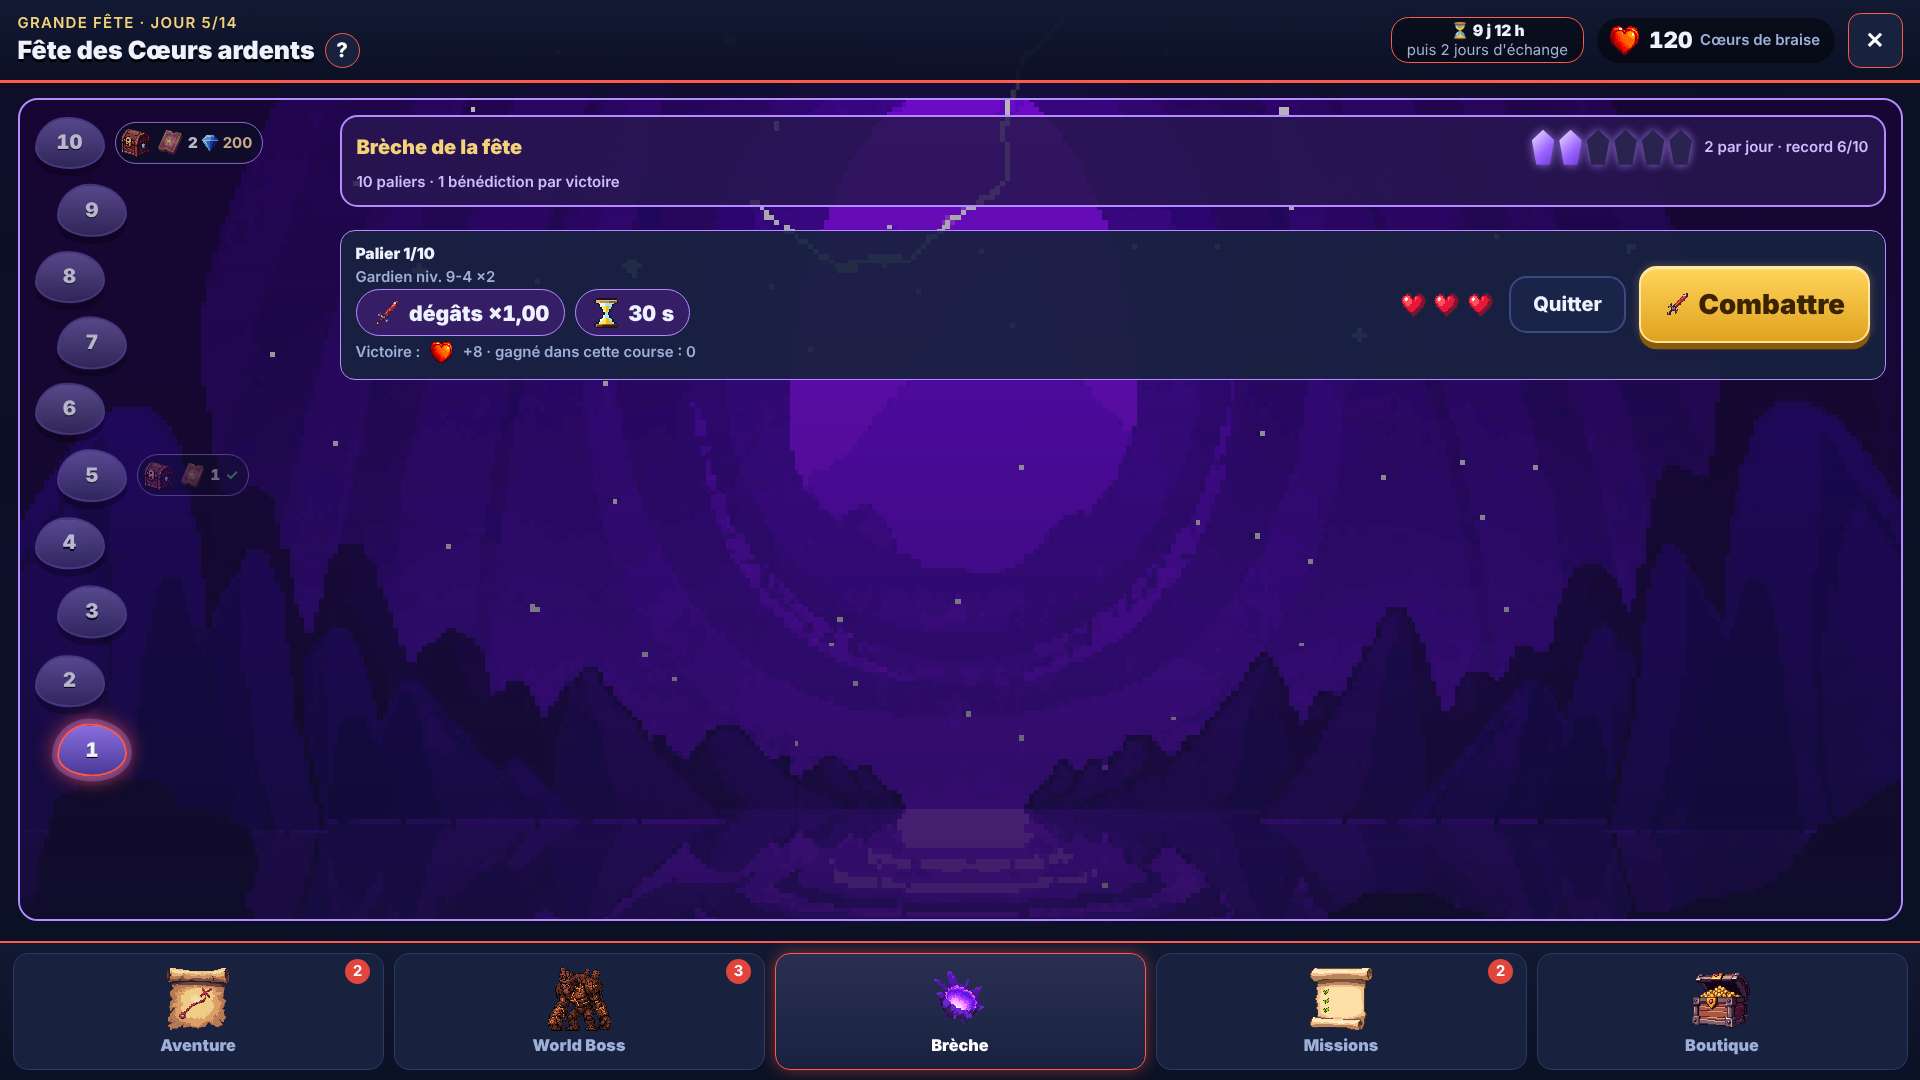 GRANDE FÊTE · JOUR 5/14
Fête des Cœurs ardents ?
9 j 12 h
puis 2 jours d'échange
120 Cœurs de braise
×
10 2 200
9
8
7
6
5 1 ✓
4
3
2
1
Brèche de la fête
10 paliers · 1 bénédiction par victoire
2 par jour · record 6/10
Palier 1/10
Gardien niv. 9-4 ×2
dégâts ×1,00
30 s
Victoire : +8 · gagné dans cette course : 0
Quitter
Combattre
2
Aventure
3
World Boss
Brèche
2
Missions
Boutique